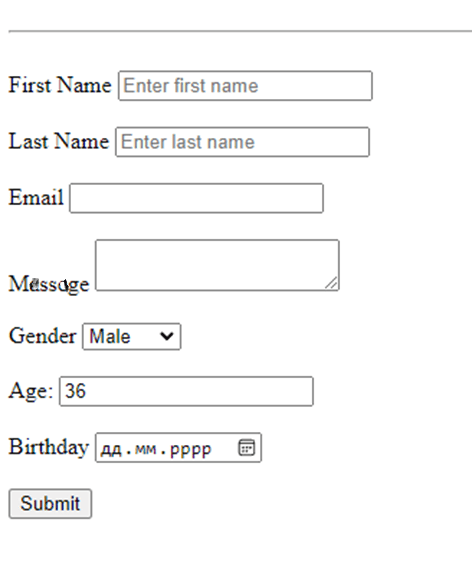 First Name Enter first name
Last Name Enter last name
Email
Message
Gender Male
Age: 36
Birthday дд.мм.рррр
Submit